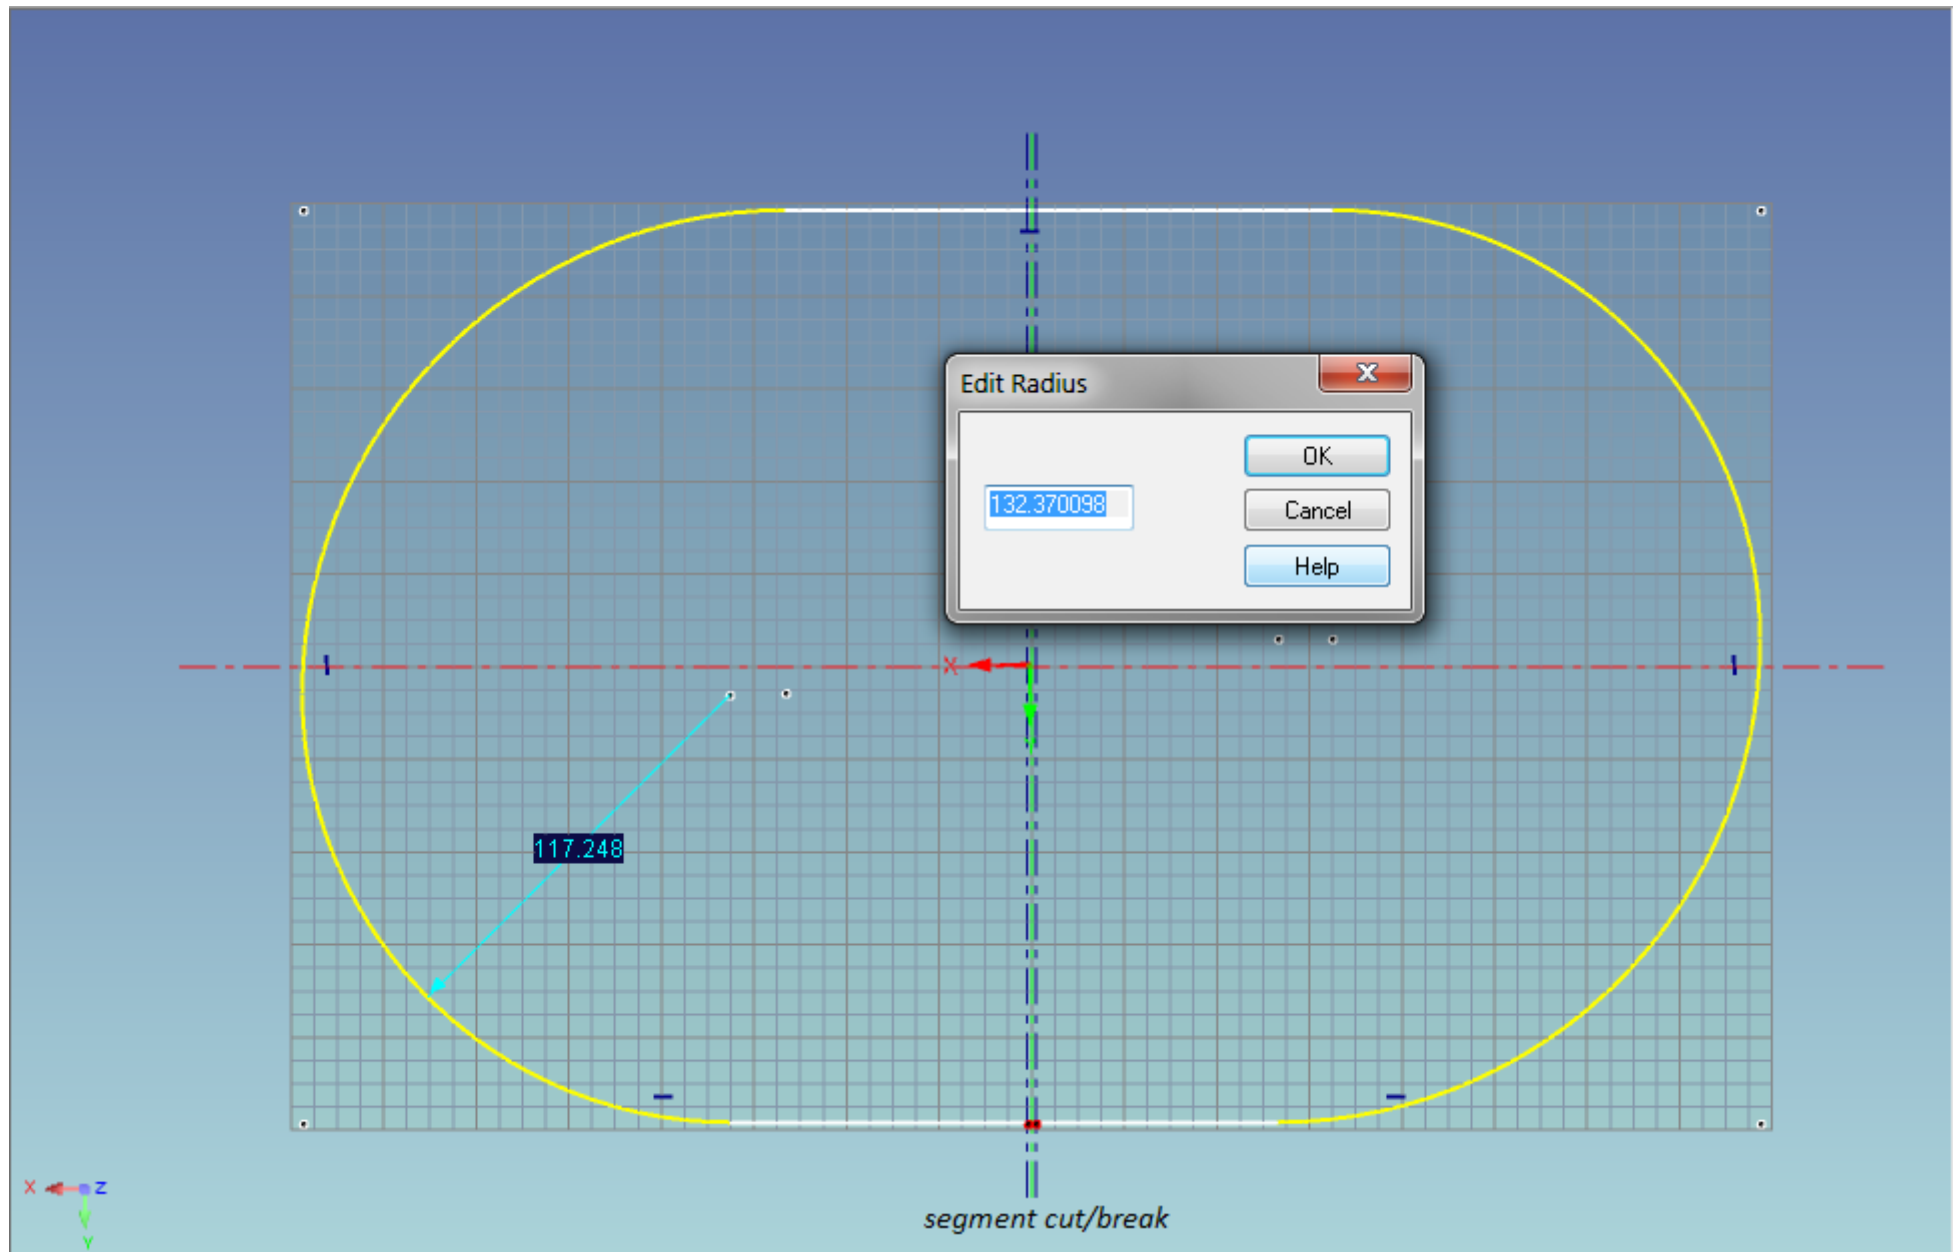 Edit Radius
OK
132.370098
Cancel
Help
X
117.248
X
Z
Y
segment cut/break